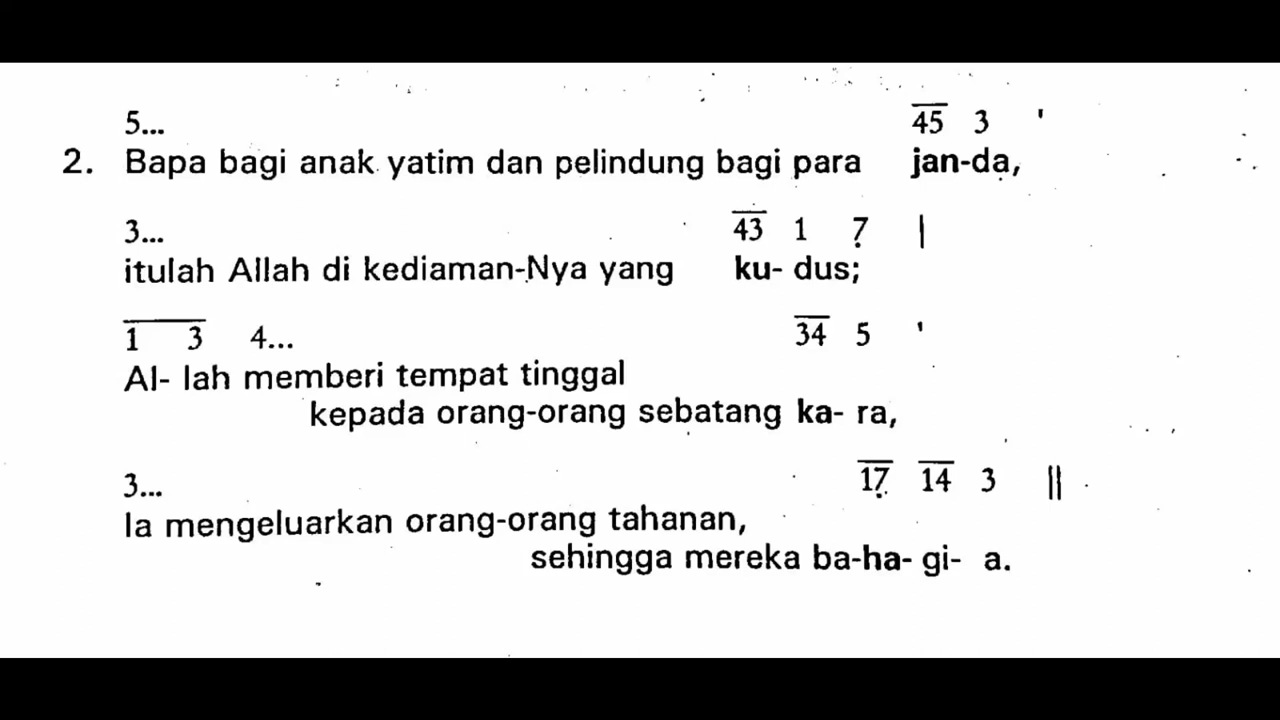 5... 45 3 '
2. Bapa bagi anak yatim dan pelindung bagi para jan-da,
3... 43 1 7̣ |
itulah Allah di kediaman-Nya yang ku- dus;
1 3 4... 34 5 '
Al- lah memberi tempat tinggal
kepada orang-orang sebatang ka- ra,
3... 17̣ 14 3 ||
Ia mengeluarkan orang-orang tahanan,
sehingga mereka ba-ha- gi- a.